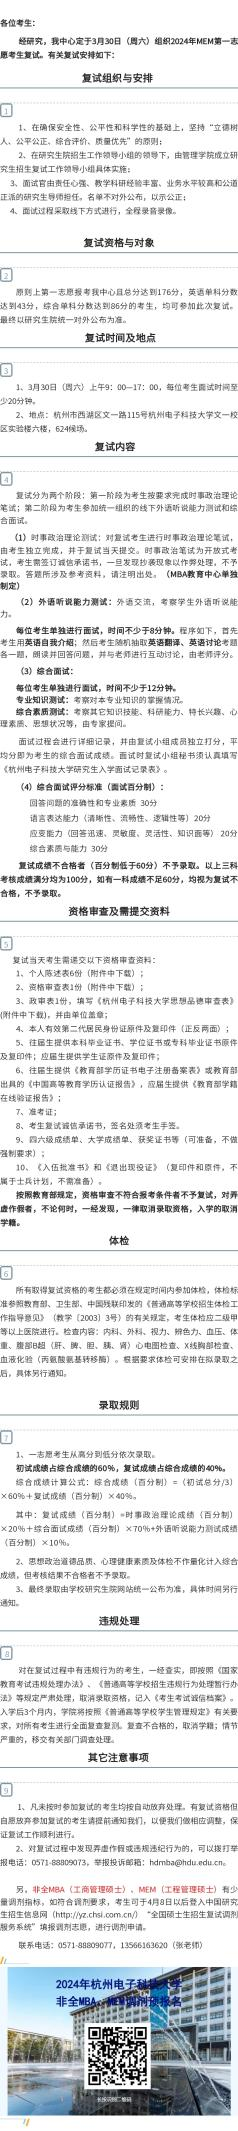 各位考生：
经研究，我中心定于3月30日（周六）组织2024年MEM第一志
愿考生复试。有关复试安排如下：
复试组织与安排
1
1、在确保安全性、公平性和科学性的基础上，坚持“立德树
人、公平公正、综合评价、质量优先”的原则；
2、在研究生院招生工作领导小组的领导下，由管理学院成立研
究生招生复试工作领导小组具体实施；
3、面试官由责任心强、教学科研经验丰富、业务水平较高和公道
正派的研究生导师担任。名单不对外公布，以示公正；
4、面试过程采取线下方式进行，全程录音录像。
复试资格与对象
2
原则上第一志愿报考我中心且总分达到176分，英语单科分数
达到43分，综合单科分数达到86分的考生，均可参加此次复试。
最终以研究生院统一对外公布为准。
复试时间及地点
3
1、3月30日（周六）上午9：00—17：00，每位考生面试时间至
少20分钟。
2、地点：杭州市西湖区文一路115号杭州电子科技大学文一校
区实验楼六楼，624候场。
复试内容
4
复试分为两个阶段：第一阶段为考生按要求完成时事政治理论
笔试；第二阶段为考生参加统一组织的线下外语听说能力测试和综
合面试。
（1）时事政治理论测试：对复试考生进行时事政治理论笔试，
由考生独立完成，并于复试当天提交。时事政治笔试为开放式考
试，考生需签订诚信承诺书，一旦发现抄袭现象以作弊处理，不予
录取。答题所涉及参考资料，请注明出处。（MBA教育中心单独
制定）
（2）外语听说能力测试：外语交流，考察学生外语听说能
力。
每位考生单独进行面试，时间不少于8分钟。程序如下，首先
考生用英语自我介绍；然后考生随机抽取英语翻译、英语讨论考题
各一题，朗读并回答问题，并与老师进行互动讨论，由老师评分。
（3）综合面试：
每位考生单独进行面试，时间不少于12分钟。
专业知识测试：考察对本专业知识的掌握情况。
综合素质测试：考察其它知识技能、科研能力、特长兴趣、心
理素质、思想状况等，由专家提问。
面试过程会进行详细记录，并由复试小组成员独立打分，平
均分即为考生的综合面试成绩。面试时复试小组秘书须认真填写
《杭州电子科技大学研究生入学面试记录表》。
（4）综合面试评分标准（面试百分制）：
回答问题的准确性和专业素质 30分
语言表达能力（清晰性、流畅性、逻辑性等）20分
应变能力（回答迅速、灵敏度、灵活性、知识面等） 20分
综合素质与能力 30分
复试成绩不合格者（百分制低于60分）不予录取。以上三科
考核成绩满分均为100分，如有一科成绩不足60分，均视为复试不
合格，不予录取。
资格审查及需提交资料
5
复试当天考生需递交以下资格审查资料：
1、个人陈述表6份（附件中下载）；
2、资格审查表1份（附件中下载）；
3、政审表1份，填写《杭州电子科技大学思想品德审查表》
(附件中下载)，并由单位盖章；
4、本人有效第二代居民身份证原件及复印件（正反两面）；
5、往届生提供本科毕业证书、学位证书或专科毕业证书原件
及复印件；应届生提供学生证原件及复印件；
6、往届生提供《教育部学历证书电子注册备案表》或教育部
出具的《中国高等教育学历认证报告》，应届生提供《教育部学籍
在线验证报告》；
7、准考证；
8、考生复试诚信承诺书，签名处须考生手签。
9、四六级成绩单、大学成绩单、获奖证书等（可准备，不做
强制要求）；
10、《入伍批准书》和《退出现役证》（复印件和原件，不
属于士兵计划，不需准备）。
按照教育部规定，资格审查不符合报考条件者不予复试，对弄
虚作假者，不论何时，一经发现，一律取消录取资格，入学的取消
学籍。
体检
6
所有取得复试资格的考生都必须在规定时间内参加体检，体检标
准参照教育部、卫生部、中国残联印发的《普通高等学校招生体检工
作指导意见》（教学〔2003〕3号）的有关规定，考生体检应二级甲
等以上医院进行。检查内容：内科、外科、视力、辨色力、血压、体
重、腹部B超（肝、脾、胆、胰、肾）心电图检查、X线胸部检查、
血液化验（丙氨酸氨基转移酶）。根据要求体检可安排在拟录取之
后，具体另行通知。
录取规则
7
1、一志愿考生从高分到低分依次录取。
初试成绩占综合成绩的60%，复试成绩占综合成绩的40%。
综合成绩计算公式：综合成绩（百分制）=（初试总分/3）
×60%＋复试成绩（百分制）×40%。
其中：复试成绩（百分制）=时事政治理论成绩（百分制）
×20%＋综合面试成绩（百分制）×70%+外语听说能力测试成绩
（百分制）×10%。
2、思想政治道德品质、心理健康素质及体检不作量化计入综合
成绩，但考核结果不合格者不予录取。
3、最终录取由学校研究生院网站统一公布为准，具体时间另行
通知。
违规处理
8
对在复试过程中有违规行为的考生，一经查实，即按照《国家
教育考试违规处理办法》、《普通高等学校招生违规行为处理暂行办
法》等规定严肃处理，取消录取资格，记入《考生考试诚信档案》。
入学后3个月内，学院将按照《普通高等学校学生管理规定》有关要
求，对所有考生进行全面复查复测。复查不合格的，取消学籍；情节
严重的，移交有关部门调查处理。
其它注意事项
9
1、凡未按时参加复试的考生均按自动放弃处理。有复试资格但
自愿放弃参加复试的考生请提前通知我们，以便我们做相应调整，保
证复试工作顺利进行。
2、对复试过程中发现弄虚作假或违规违纪行为的，可以拨打举
报电话：0571-88809073，举报投诉邮箱：hdmba@hdu.edu.cn。
另，非全MBA（工商管理硕士）、MEM（工程管理硕士）有少
量调剂指标，如符合调剂要求，考生可于4月8日以后登入中国研究
生招生信息网（http://yz.chsi.com.cn/）“全国硕士生招生复试调剂
服务系统”填报调剂志愿，进行调剂申请。
联系电话：0571-88809077，13566163620（张老师）
2024年杭州电子科技大学
非全MBA、MEM调剂预报名
长按识别二维码